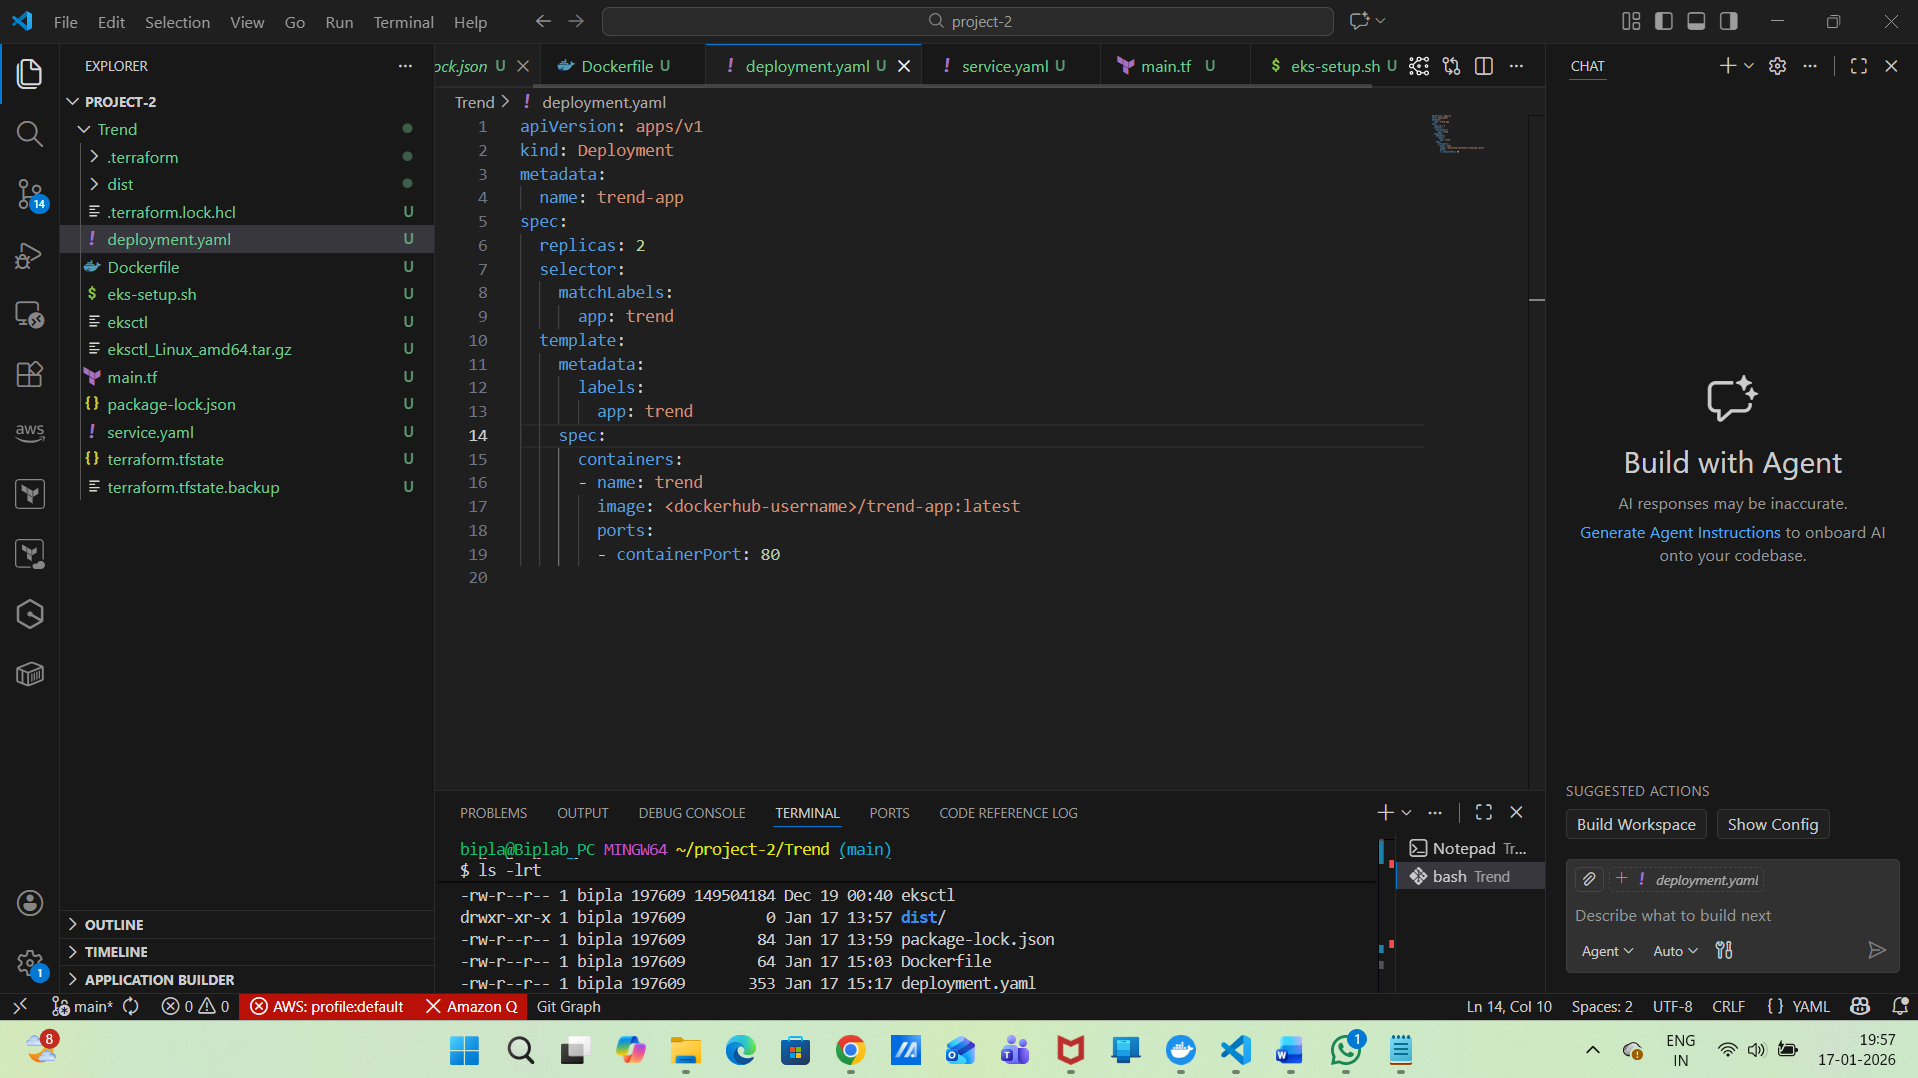 File Edit Selection View Go Run Terminal Help
project-2
EXPLORER
PROJECT-2
Trend
.terraform
dist
.terraform.lock.hcl U
! deployment.yaml U
Dockerfile U
$ eks-setup.sh U
eksctl U
eksctl_Linux_amd64.tar.gz U
main.tf U
{} package-lock.json U
! service.yaml U
{} terraform.tfstate U
terraform.tfstate.backup U
OUTLINE
TIMELINE
APPLICATION BUILDER
14
aws
1
ock.json U
Dockerfile U
! deployment.yaml U
! service.yaml U
main.tf U
$ eks-setup.sh U
Trend > ! deployment.yaml
1 apiVersion: apps/v1
2 kind: Deployment
3 metadata:
4 name: trend-app
5 spec:
6 replicas: 2
7 selector:
8 matchLabels:
9 app: trend
10 template:
11 metadata:
12 labels:
13 app: trend
14 spec:
15 containers:
16 - name: trend
17 image: <dockerhub-username>/trend-app:latest
18 ports:
19 - containerPort: 80
20
PROBLEMS OUTPUT DEBUG CONSOLE TERMINAL PORTS CODE REFERENCE LOG
bipla@Biplab_PC MINGW64 ~/project-2/Trend (main)
$ ls -lrt
-rw-r--r-- 1 bipla 197609 149504184 Dec 19 00:40 eksctl
drwxr-xr-x 1 bipla 197609 0 Jan 17 13:57 dist/
-rw-r--r-- 1 bipla 197609 84 Jan 17 13:59 package-lock.json
-rw-r--r-- 1 bipla 197609 64 Jan 17 15:03 Dockerfile
-rw-r--r-- 1 bipla 197609 353 Jan 17 15:17 deployment.yaml
Notepad Tr...
bash Trend
CHAT
Build with Agent
AI responses may be inaccurate.
Generate Agent Instructions to onboard AI
onto your codebase.
SUGGESTED ACTIONS
Build Workspace
Show Config
! deployment.yaml
Describe what to build next
Agent Auto
main* 0 0 AWS: profile:default Amazon Q Git Graph
Ln 14, Col 10 Spaces: 2 UTF-8 CRLF {} YAML
8
1
ENG
IN
19:57
17-01-2026